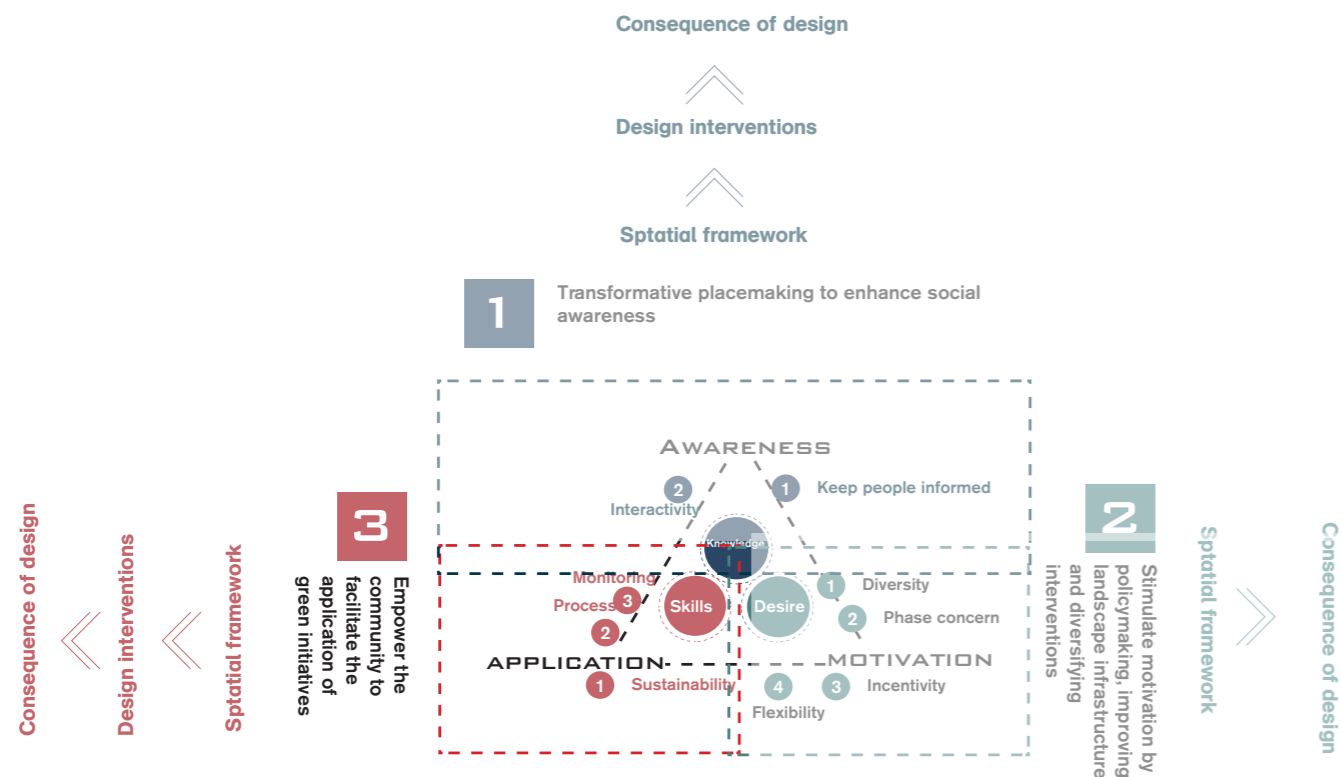 Consequence of design
Design interventions
Sptatial framework
1
Transformative placemaking to enhance social
awareness
AWARENESS
2
Interactivity
1
Keep people informed
Knowledge
3
Empower the
community to
facilitate the
application of
green initiatives
Sptatial framework
Design interventions
Consequence of design
Monitoring
3
Process
2
Skills
Desire
1
Diversity
2
Phase concern
APPLICATION
MOTIVATION
1
Sustainability
4
Flexibility
3
Incentivity
2
Stimulate motivation by
policymaking, improving
landscape infrastructure
and diversifying
interventions
Sptatial framework
Consequence of design